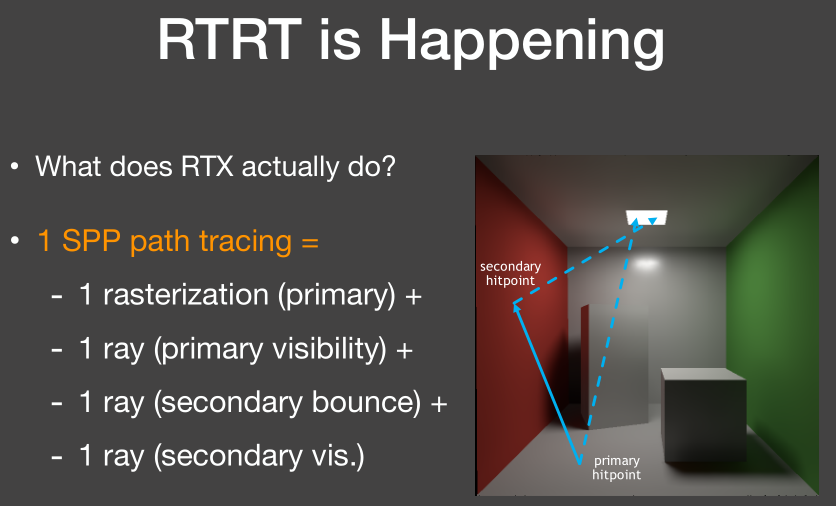 RTRT is Happening
• What does RTX actually do?
• 1 SPP path tracing =
- 1 rasterization (primary) +
- 1 ray (primary visibility) +
- 1 ray (secondary bounce) +
- 1 ray (secondary vis.)
secondary
hitpoint
primary
hitpoint